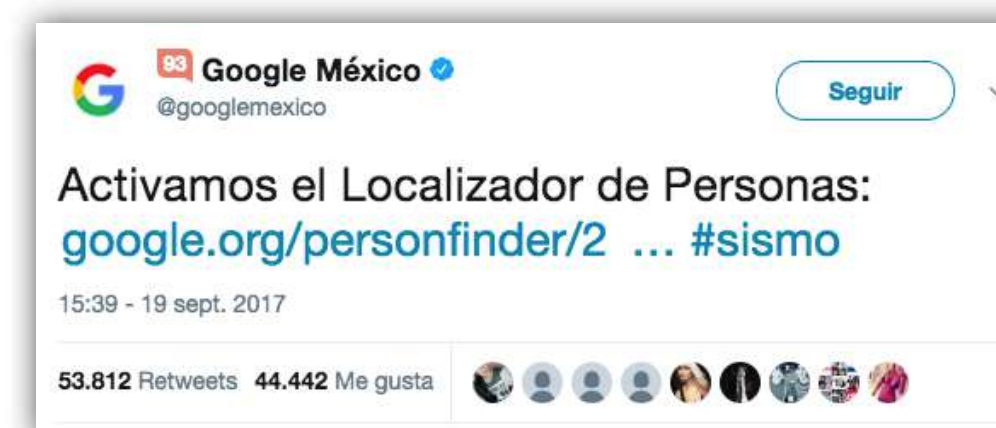 93 Google México
@googlemexico
Seguir
Activamos el Localizador de Personas:
google.org/personfinder/2 ... #sismo
15:39 - 19 sept. 2017
53.812 Retweets 44.442 Me gusta